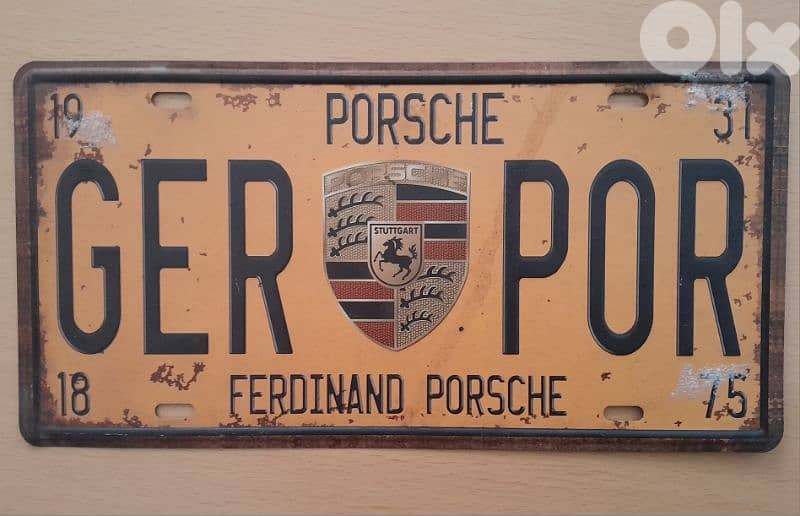 OLX
19 PORSCHE 31
PORSCHE
STUTTGART
GER POR
18 FERDINAND PORSCHE 75